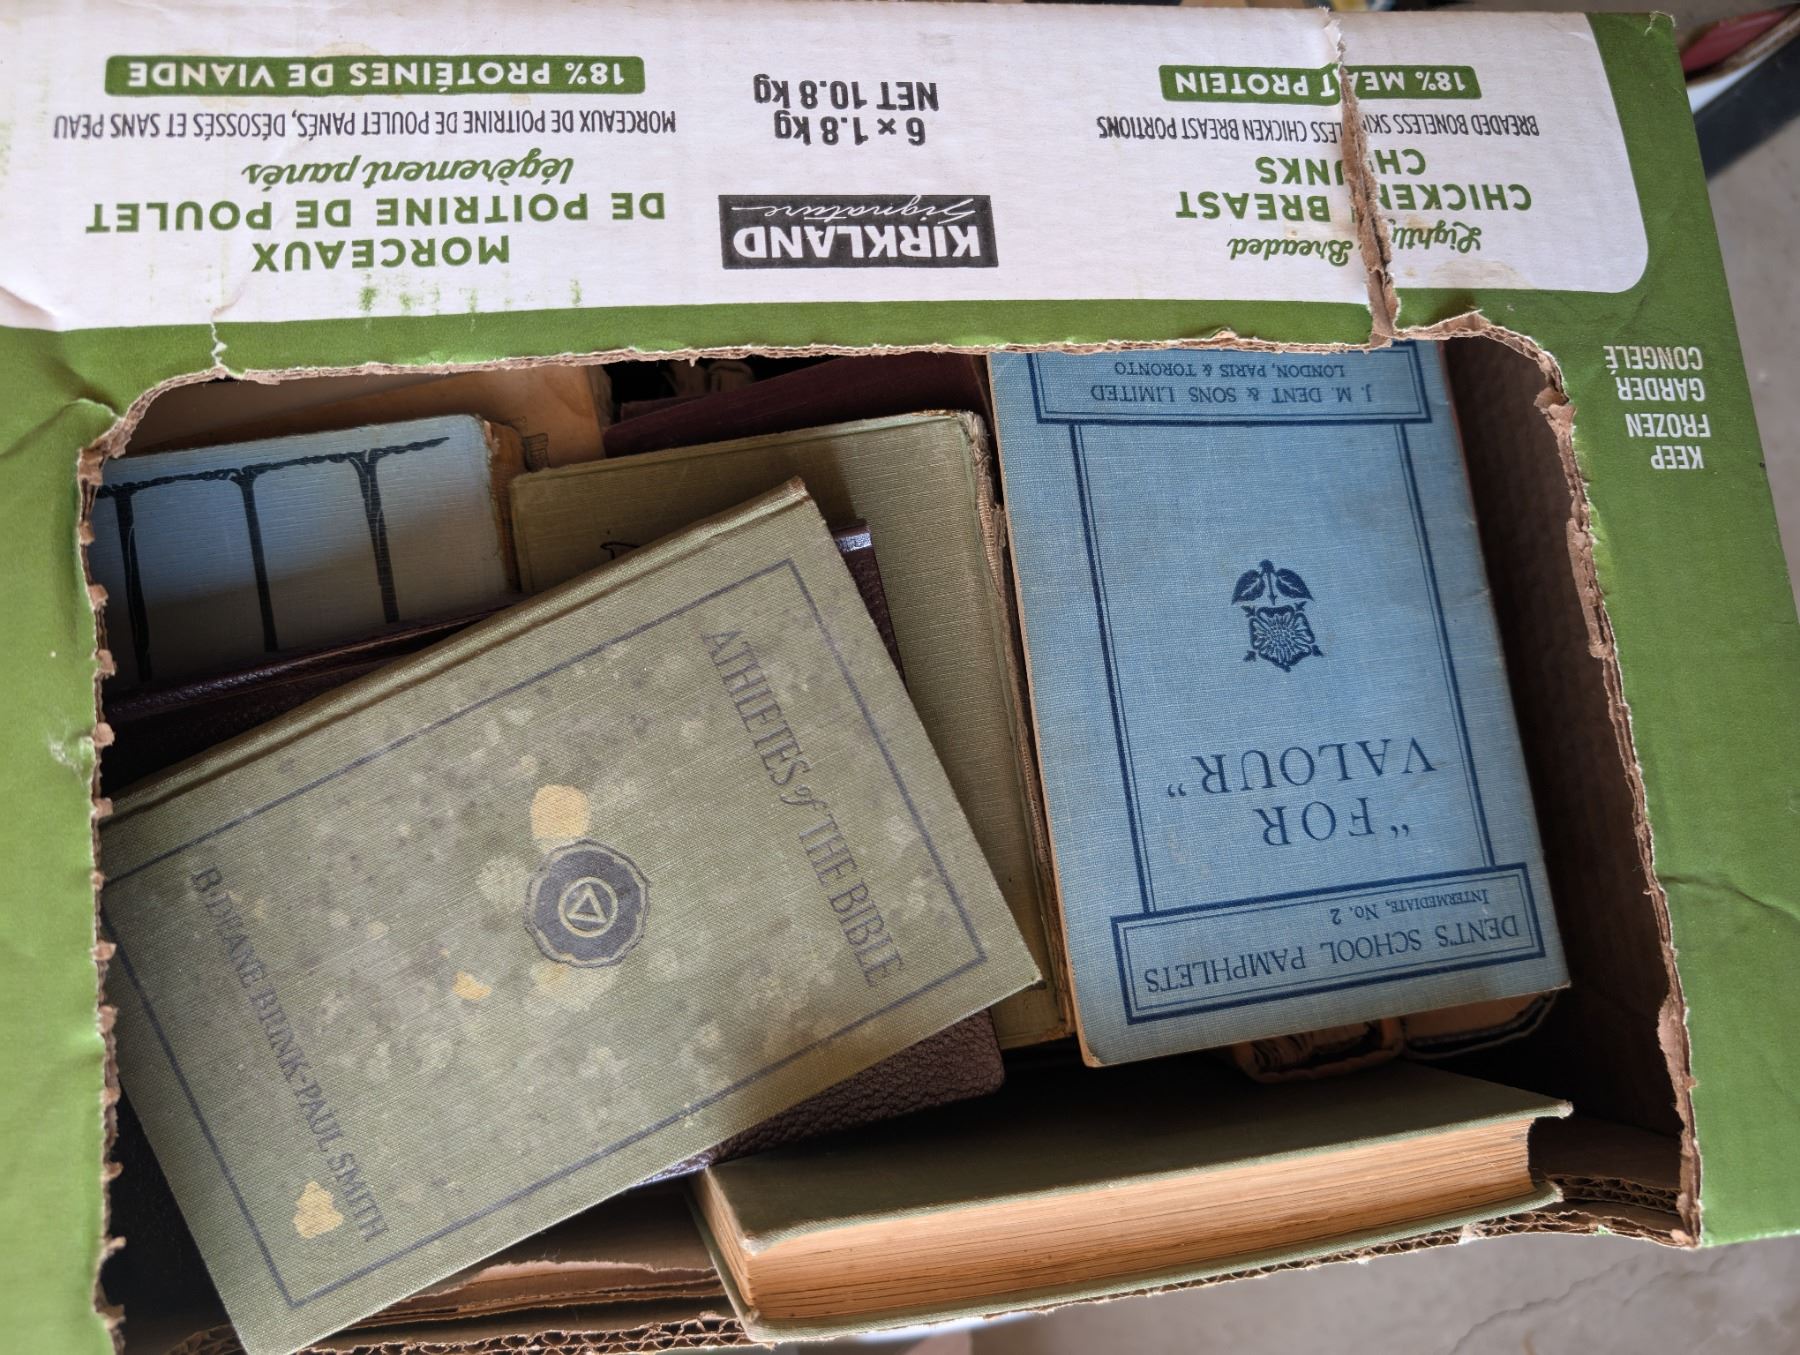 Lightly Breaded
CHICKEN BREAST
CHUNKS
BREADED BONELESS SKINLESS CHICKEN BREAST PORTIONS
18% MEAT PROTEIN
KIRKLAND
Signature
6 x 1.8 kg
NET 10.8 kg
MORCEAUX
DE POITRINE DE POULET
légèrement panés
MORCEAUX DE POITRINE DE POULET PANÉS, DÉSOSSÉS ET SANS PEAU
18% PROTÉINES DE VIANDE
KEEP
FROZEN
GARDER
CONGELÉ
DENT'S SCHOOL PAMPHLETS
INTERMEDIATE, No. 2
"FOR
VALOUR"
J. M. DENT & SONS LIMITED
LONDON, PARIS & TORONTO
ATHLETES of THE BIBLE
B. DEANE BRINK-PAUL SMITH